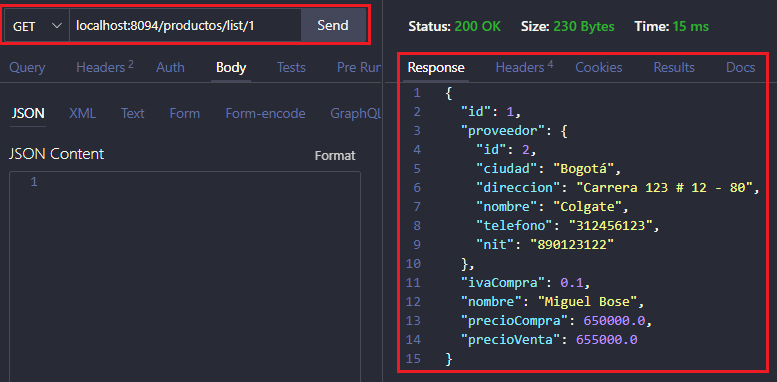 GET localhost:8094/productos/list/1 Send
Query Headers 2 Auth Body Tests Pre Run
JSON XML Text Form Form-encode GraphQL
JSON Content Format
1
Status: 200 OK Size: 230 Bytes Time: 15 ms
Response Headers 4 Cookies Results Docs
1 {
2 "id": 1,
3 "proveedor": {
4 "id": 2,
5 "ciudad": "Bogotá",
6 "direccion": "Carrera 123 # 12 - 80",
7 "nombre": "Colgate",
8 "telefono": "312456123",
9 "nit": "890123122"
10 },
11 "ivaCompra": 0.1,
12 "nombre": "Miguel Bose",
13 "precioCompra": 650000.0,
14 "precioVenta": 655000.0
15 }